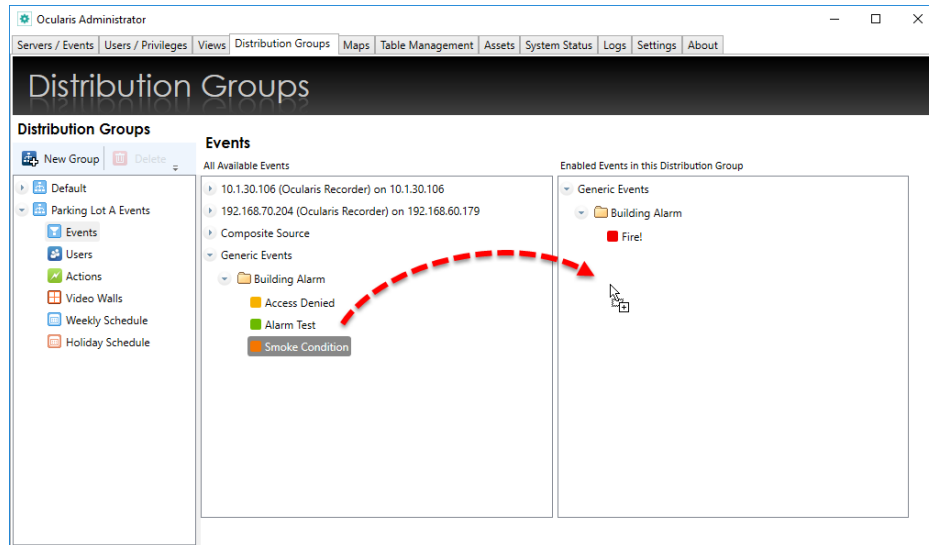 Ocularis Administrator
Servers / Events Users / Privileges Views Distribution Groups Maps Table Management Assets System Status Logs Settings About
Distribution Groups
Distribution Groups
New Group Delete
Default
Parking Lot A Events
Events
Users
Actions
Video Walls
Weekly Schedule
Holiday Schedule
Events
All Available Events
10.1.30.106 (Ocularis Recorder) on 10.1.30.106
192.168.70.204 (Ocularis Recorder) on 192.168.60.179
Composite Source
Generic Events
Building Alarm
Access Denied
Alarm Test
Smoke Condition
Enabled Events in this Distribution Group
Generic Events
Building Alarm
Fire!